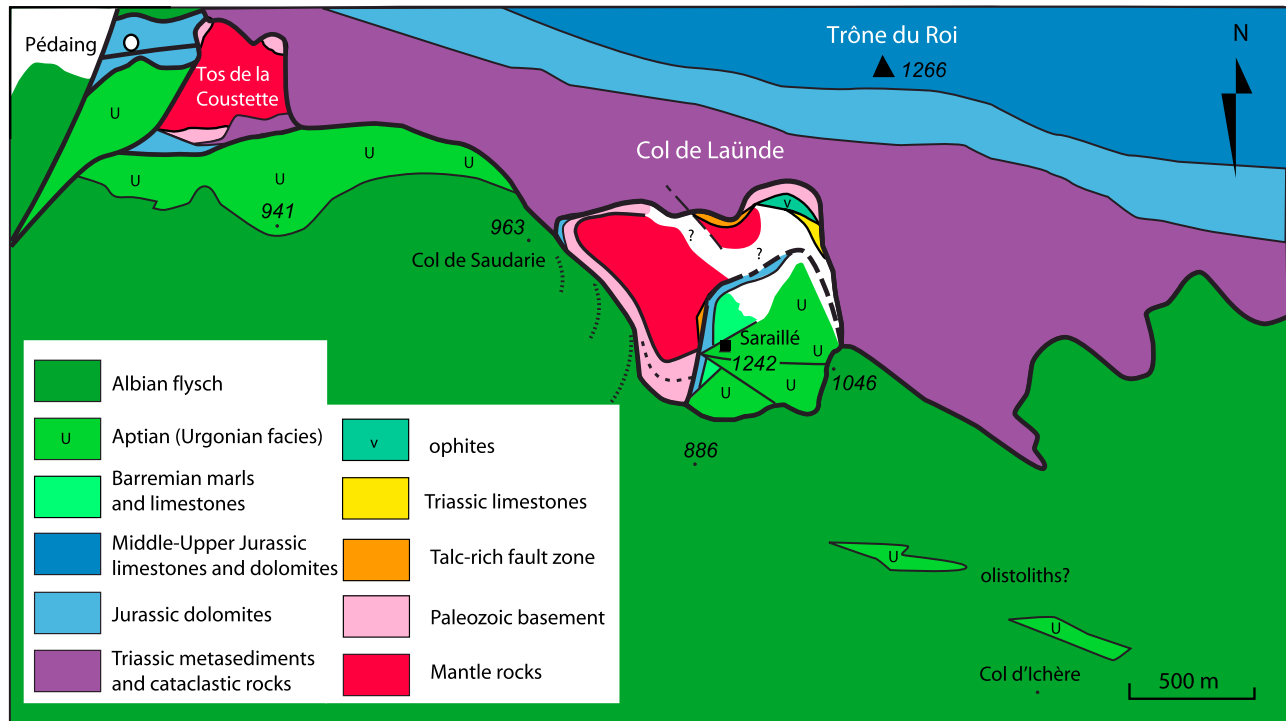 Pédaing
Trône du Roi
N
1266
Tos de la
Coustette
U
Col de Laünde
U
U
U
U
941
963
Col de Saudarie
v
?
?
U
Saraillé
1242
U
1046
U
U
886
U
olistoliths?
U
Col d'Ichère
500 m
Albian flysch
U
Aptian (Urgonian facies)
Barremian marls
and limestones
Middle-Upper Jurassic
limestones and dolomites
Jurassic dolomites
Triassic metasediments
and cataclastic rocks
v
ophites
Triassic limestones
Talc-rich fault zone
Paleozoic basement
Mantle rocks